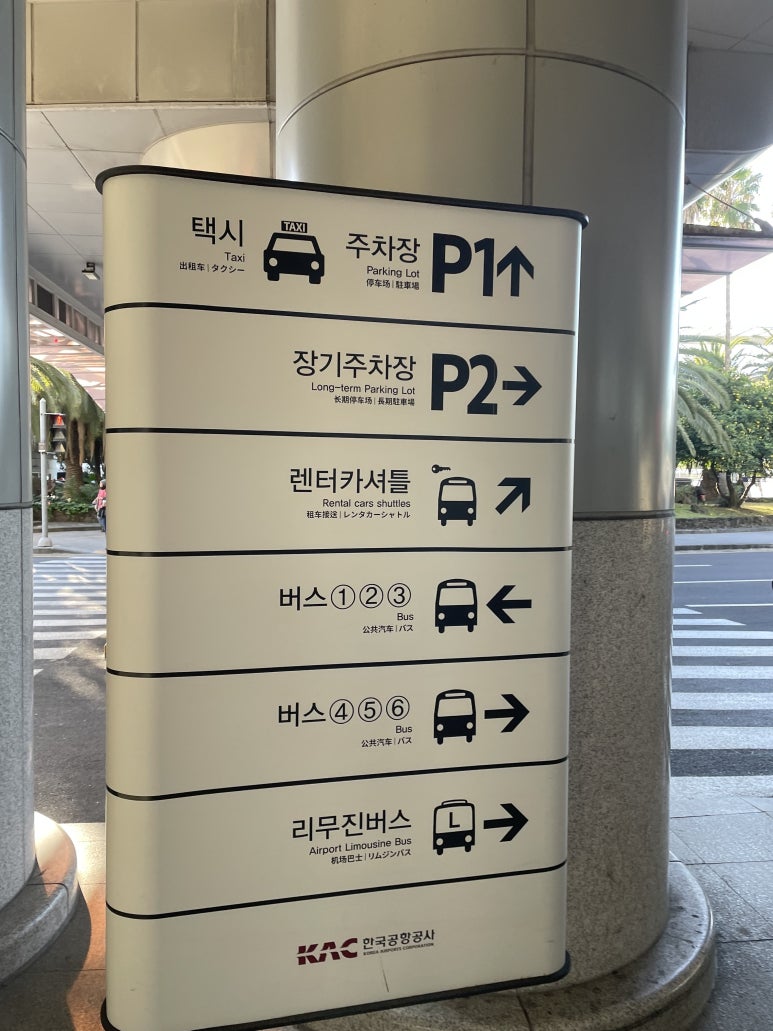 택시
Taxi
出租车 | タクシー
TAXI
주차장
Parking Lot
停车场 | 駐車場
P1
장기주차장
Long-term Parking Lot
长期停车场 | 長期駐車場
P2
렌터카셔틀
Rental cars shuttles
租车接送 | レンタカーシャトル
버스①②③
Bus
公共汽车 | バス
버스④⑤⑥
Bus
公共汽车 | バス
리무진버스
Airport Limousine Bus
机场巴士 | リムジンバス
L
KAC 한국공항공사
KOREA AIRPORTS CORPORATION